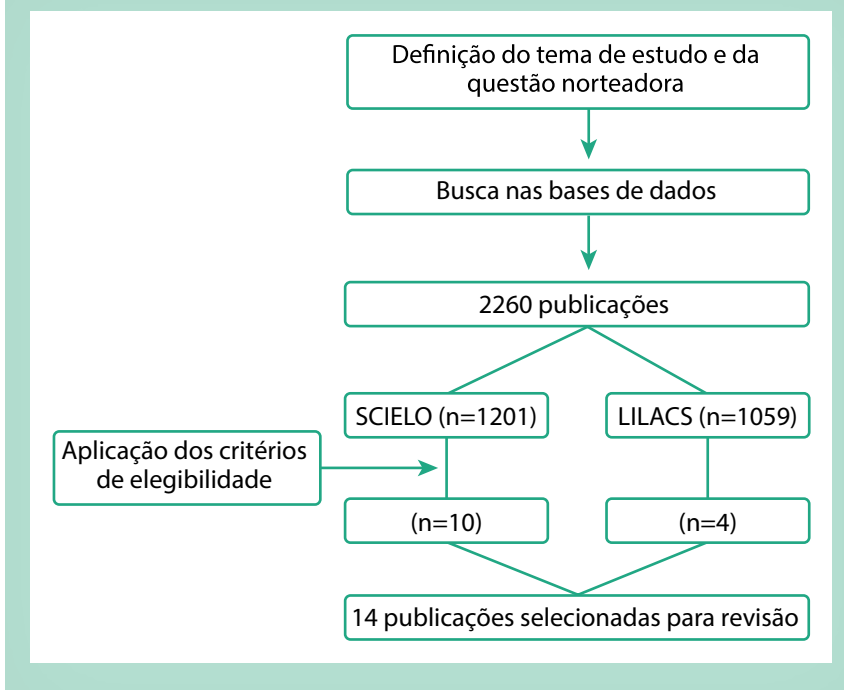 Definição do tema de estudo e da
questão norteadora
Busca nas bases de dados
2260 publicações
SCIELO (n=1201)
LILACS (n=1059)
Aplicação dos critérios
de elegibilidade
(n=10)
(n=4)
14 publicações selecionadas para revisão